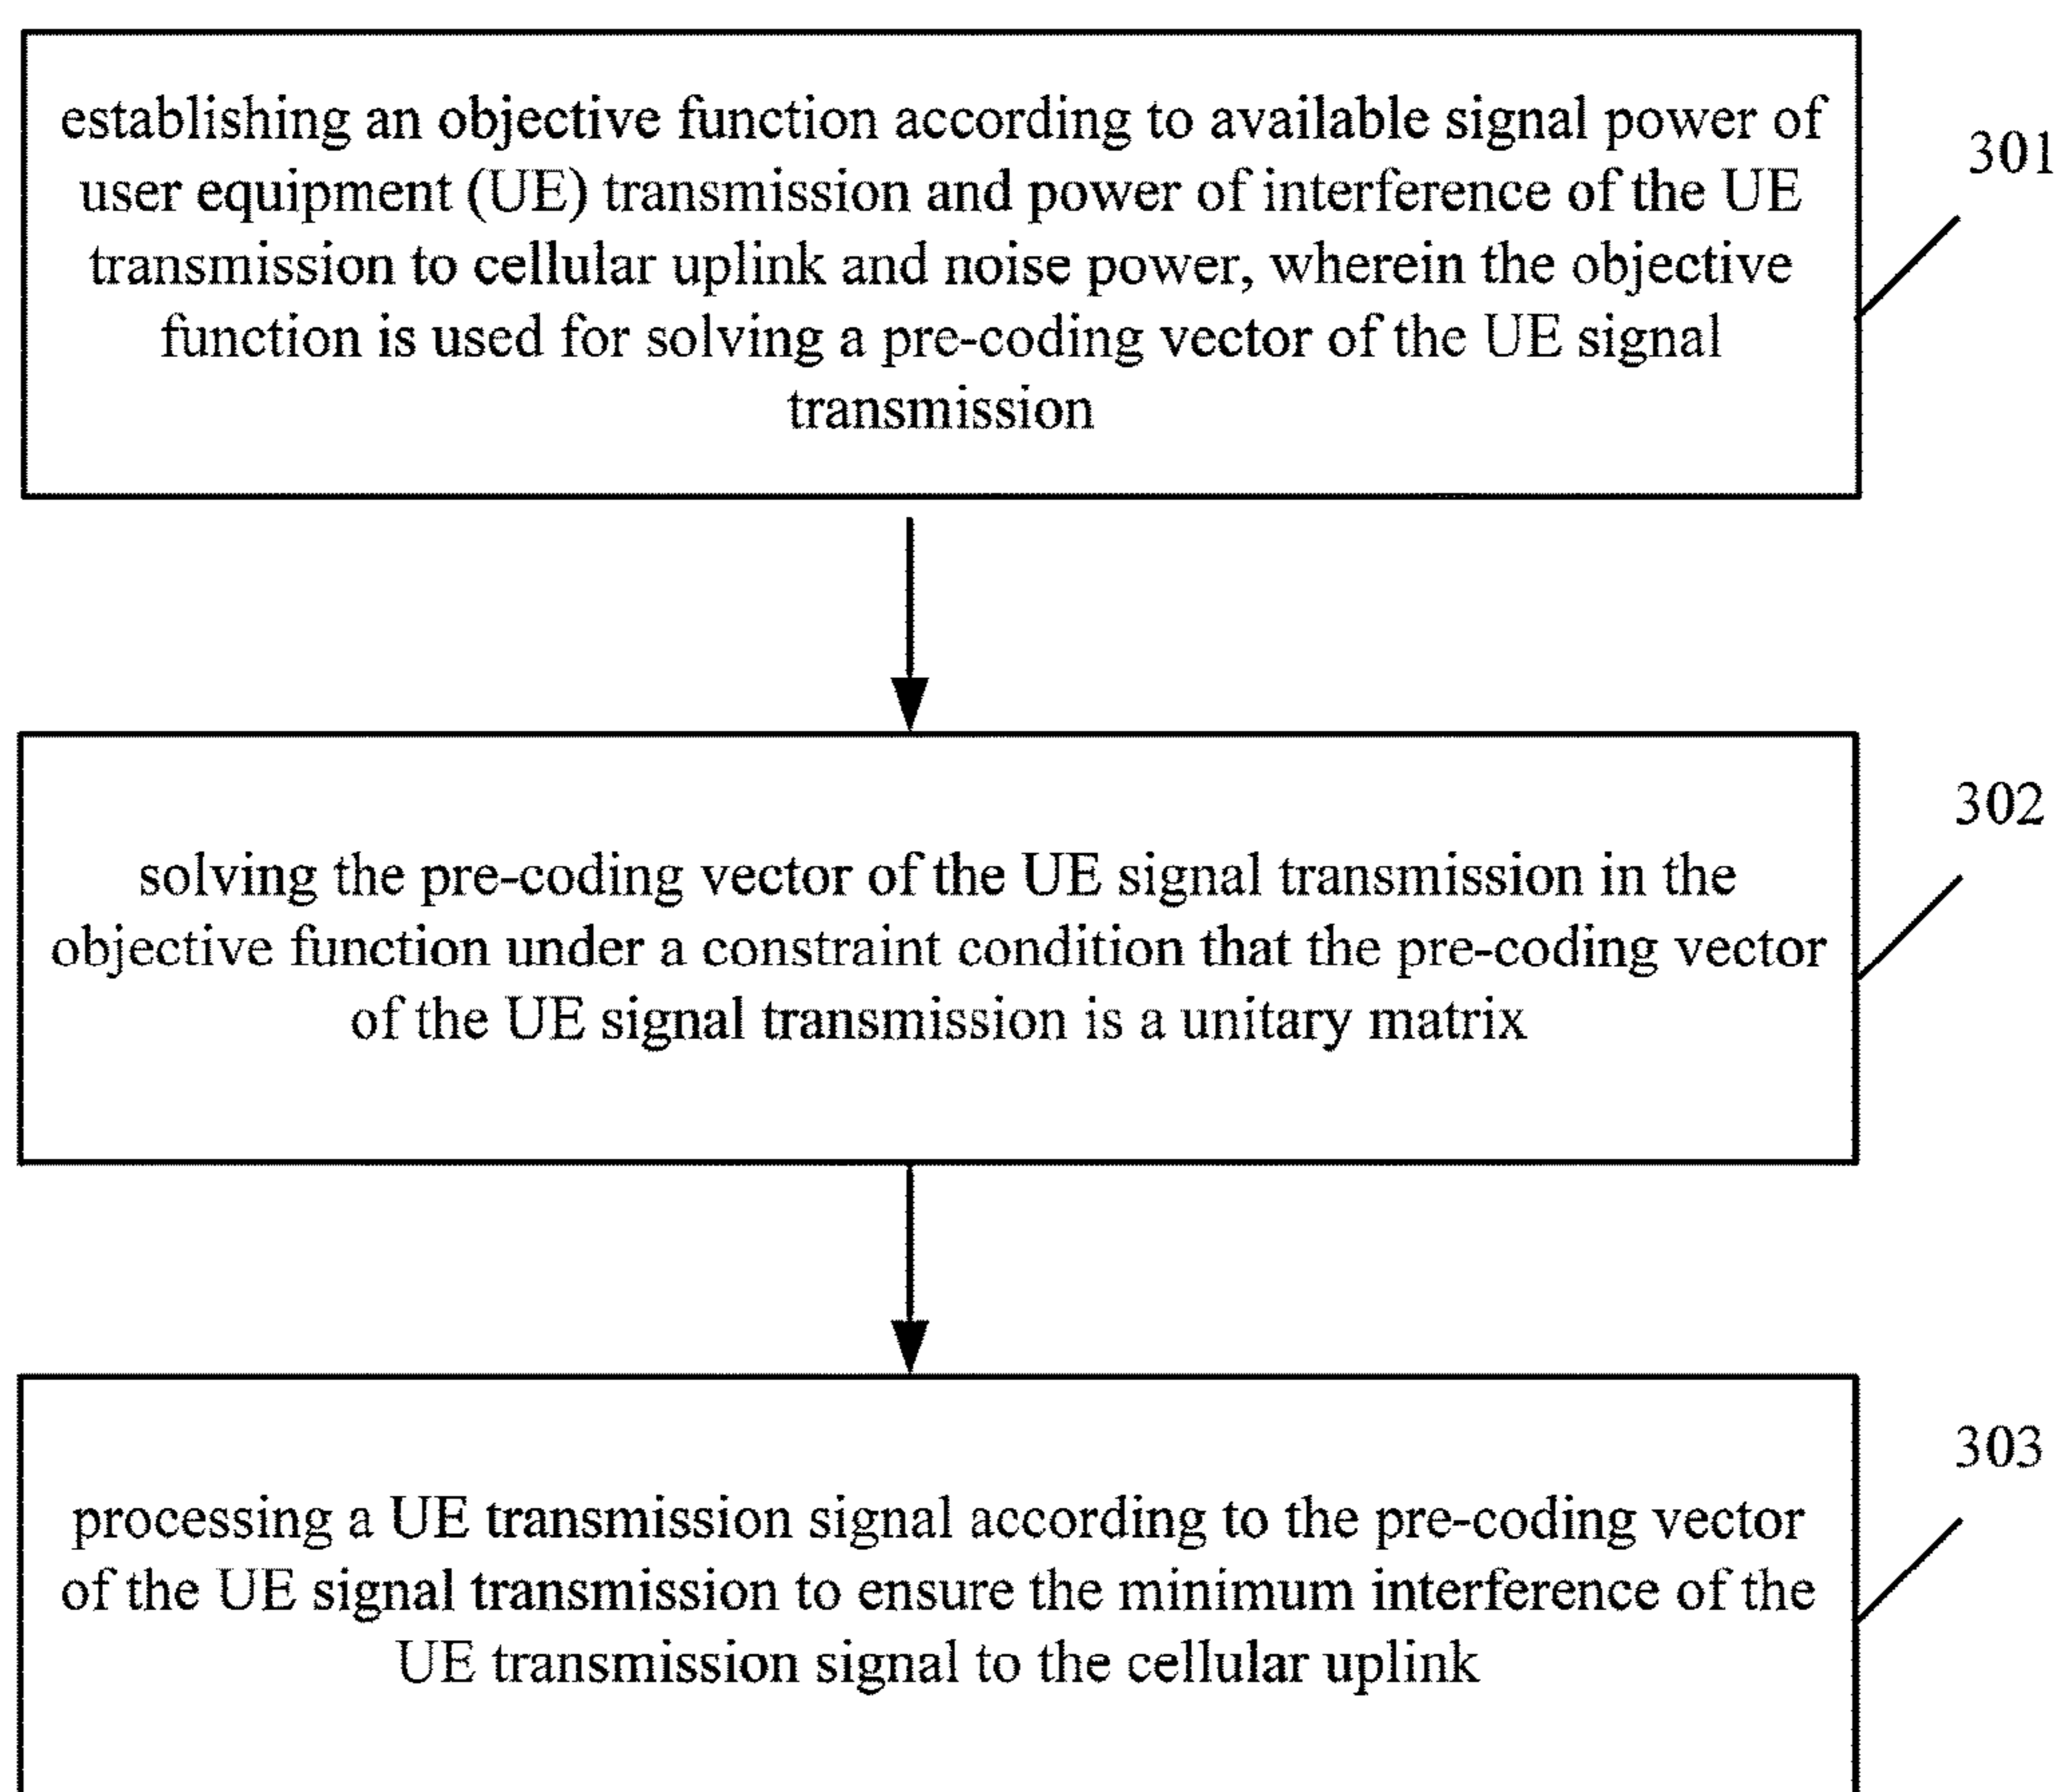 establishing an objective function according to available signal power of
user equipment (UE) transmission and power of interference of the UE
transmission to cellular uplink and noise power, wherein the objective
function is used for solving a pre-coding vector of the UE signal
transmission
301
302
solving the pre-coding vector of the UE signal transmission in the
objective function under a constraint condition that the pre-coding vector
of the UE signal transmission is a unitary matrix
303
processing a UE transmission signal according to the pre-coding vector
of the UE signal transmission to ensure the minimum interference of the
UE transmission signal to the cellular uplink